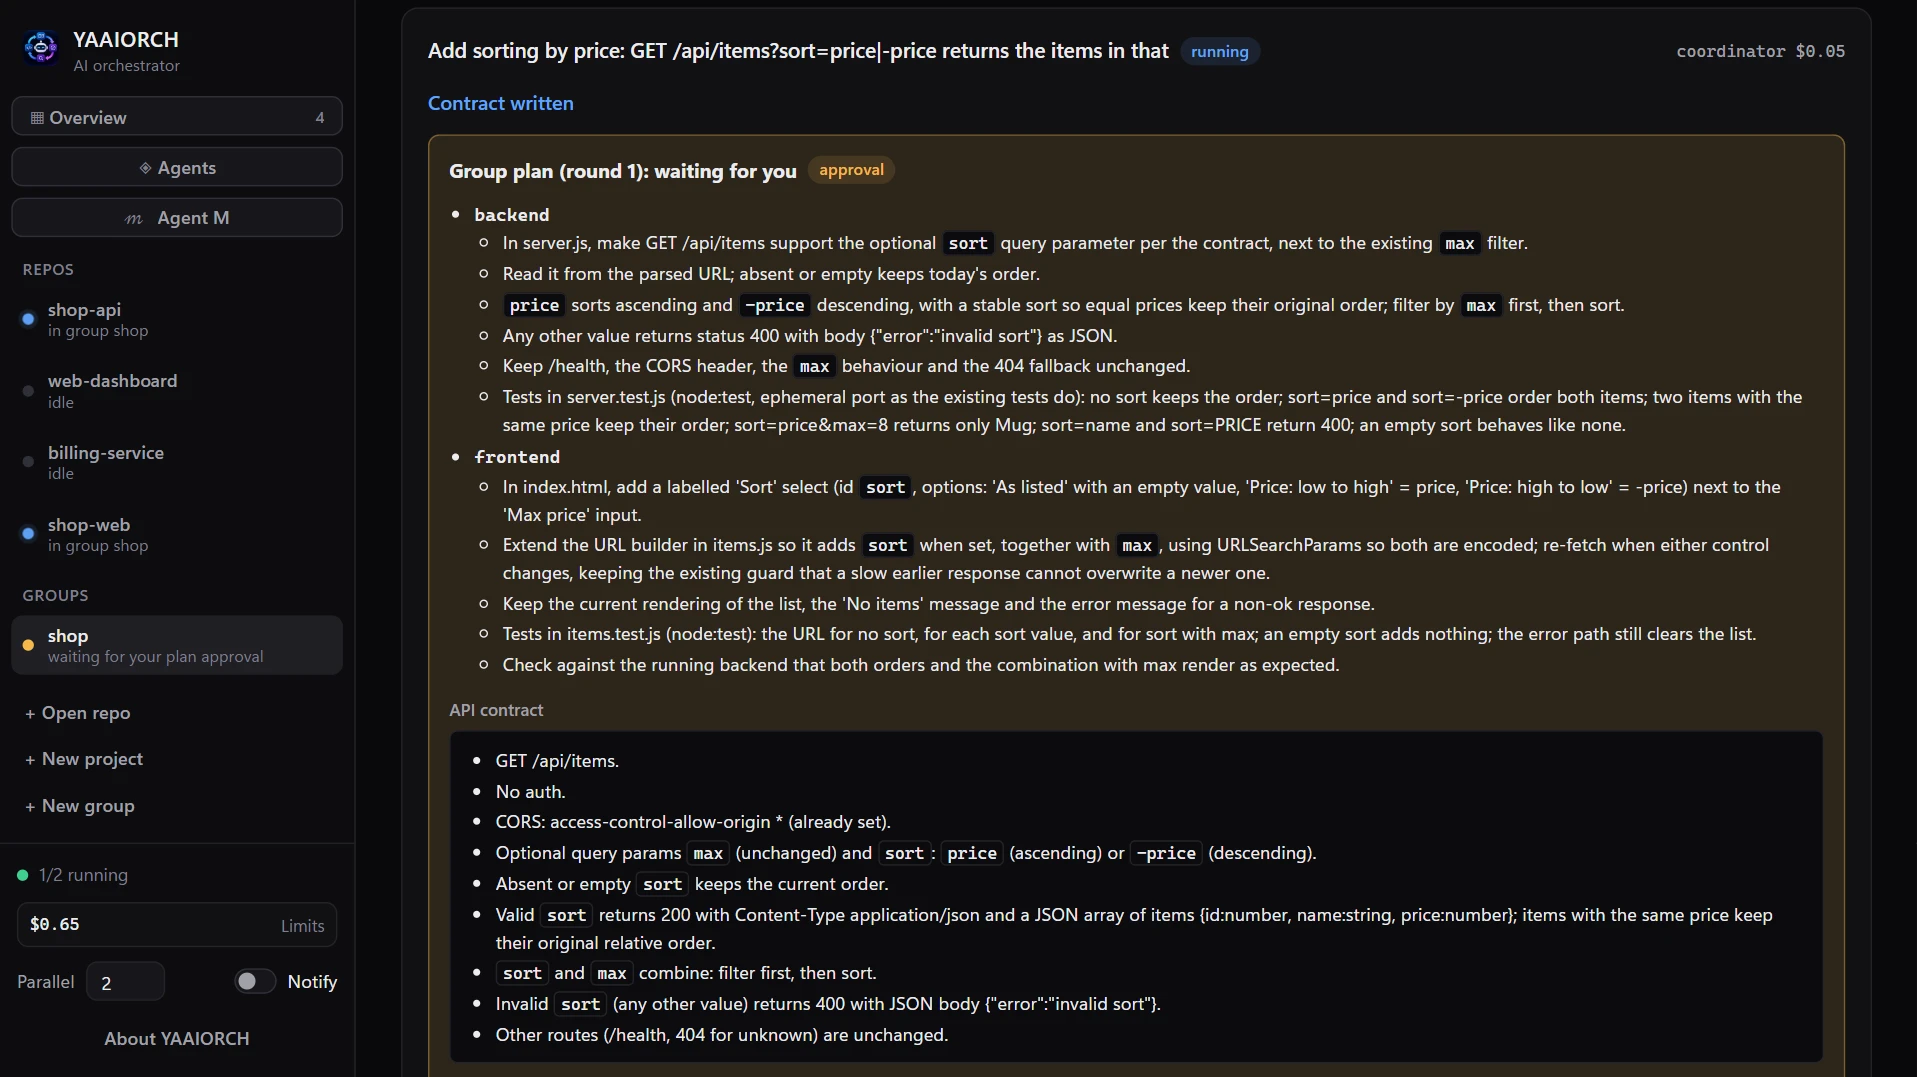 YAAIORCH
AI orchestrator
Overview 4
Agents
m Agent M
REPOS
shop-api
in group shop
web-dashboard
idle
billing-service
idle
shop-web
in group shop
GROUPS
shop
waiting for your plan approval
+ Open repo
+ New project
+ New group
1/2 running
$0.65 Limits
Parallel 2 Notify
About YAAIORCH
Add sorting by price: GET /api/items?sort=price|-price returns the items in that running coordinator $0.05
Contract written
Group plan (round 1): waiting for you approval
• backend
In server.js, make GET /api/items support the optional sort query parameter per the contract, next to the existing max filter.
Read it from the parsed URL; absent or empty keeps today's order.
price sorts ascending and -price descending, with a stable sort so equal prices keep their original order; filter by max first, then sort.
Any other value returns status 400 with body {"error":"invalid sort"} as JSON.
Keep /health, the CORS header, the max behaviour and the 404 fallback unchanged.
Tests in server.test.js (node:test, ephemeral port as the existing tests do): no sort keeps the order; sort=price and sort=-price order both items; two items with the
same price keep their order; sort=price&max=8 returns only Mug; sort=name and sort=PRICE return 400; an empty sort behaves like none.
• frontend
In index.html, add a labelled 'Sort' select (id sort, options: 'As listed' with an empty value, 'Price: low to high' = price, 'Price: high to low' = -price) next to the
'Max price' input.
Extend the URL builder in items.js so it adds sort when set, together with max, using URLSearchParams so both are encoded; re-fetch when either control
changes, keeping the existing guard that a slow earlier response cannot overwrite a newer one.
Keep the current rendering of the list, the 'No items' message and the error message for a non-ok response.
Tests in items.test.js (node:test): the URL for no sort, for each sort value, and for sort with max; an empty sort adds nothing; the error path still clears the list.
Check against the running backend that both orders and the combination with max render as expected.
API contract
• GET /api/items.
• No auth.
• CORS: access-control-allow-origin * (already set).
• Optional query params max (unchanged) and sort: price (ascending) or -price (descending).
• Absent or empty sort keeps the current order.
• Valid sort returns 200 with Content-Type application/json and a JSON array of items {id:number, name:string, price:number}; items with the same price keep
their original relative order.
• sort and max combine: filter first, then sort.
• Invalid sort (any other value) returns 400 with JSON body {"error":"invalid sort"}.
• Other routes (/health, 404 for unknown) are unchanged.